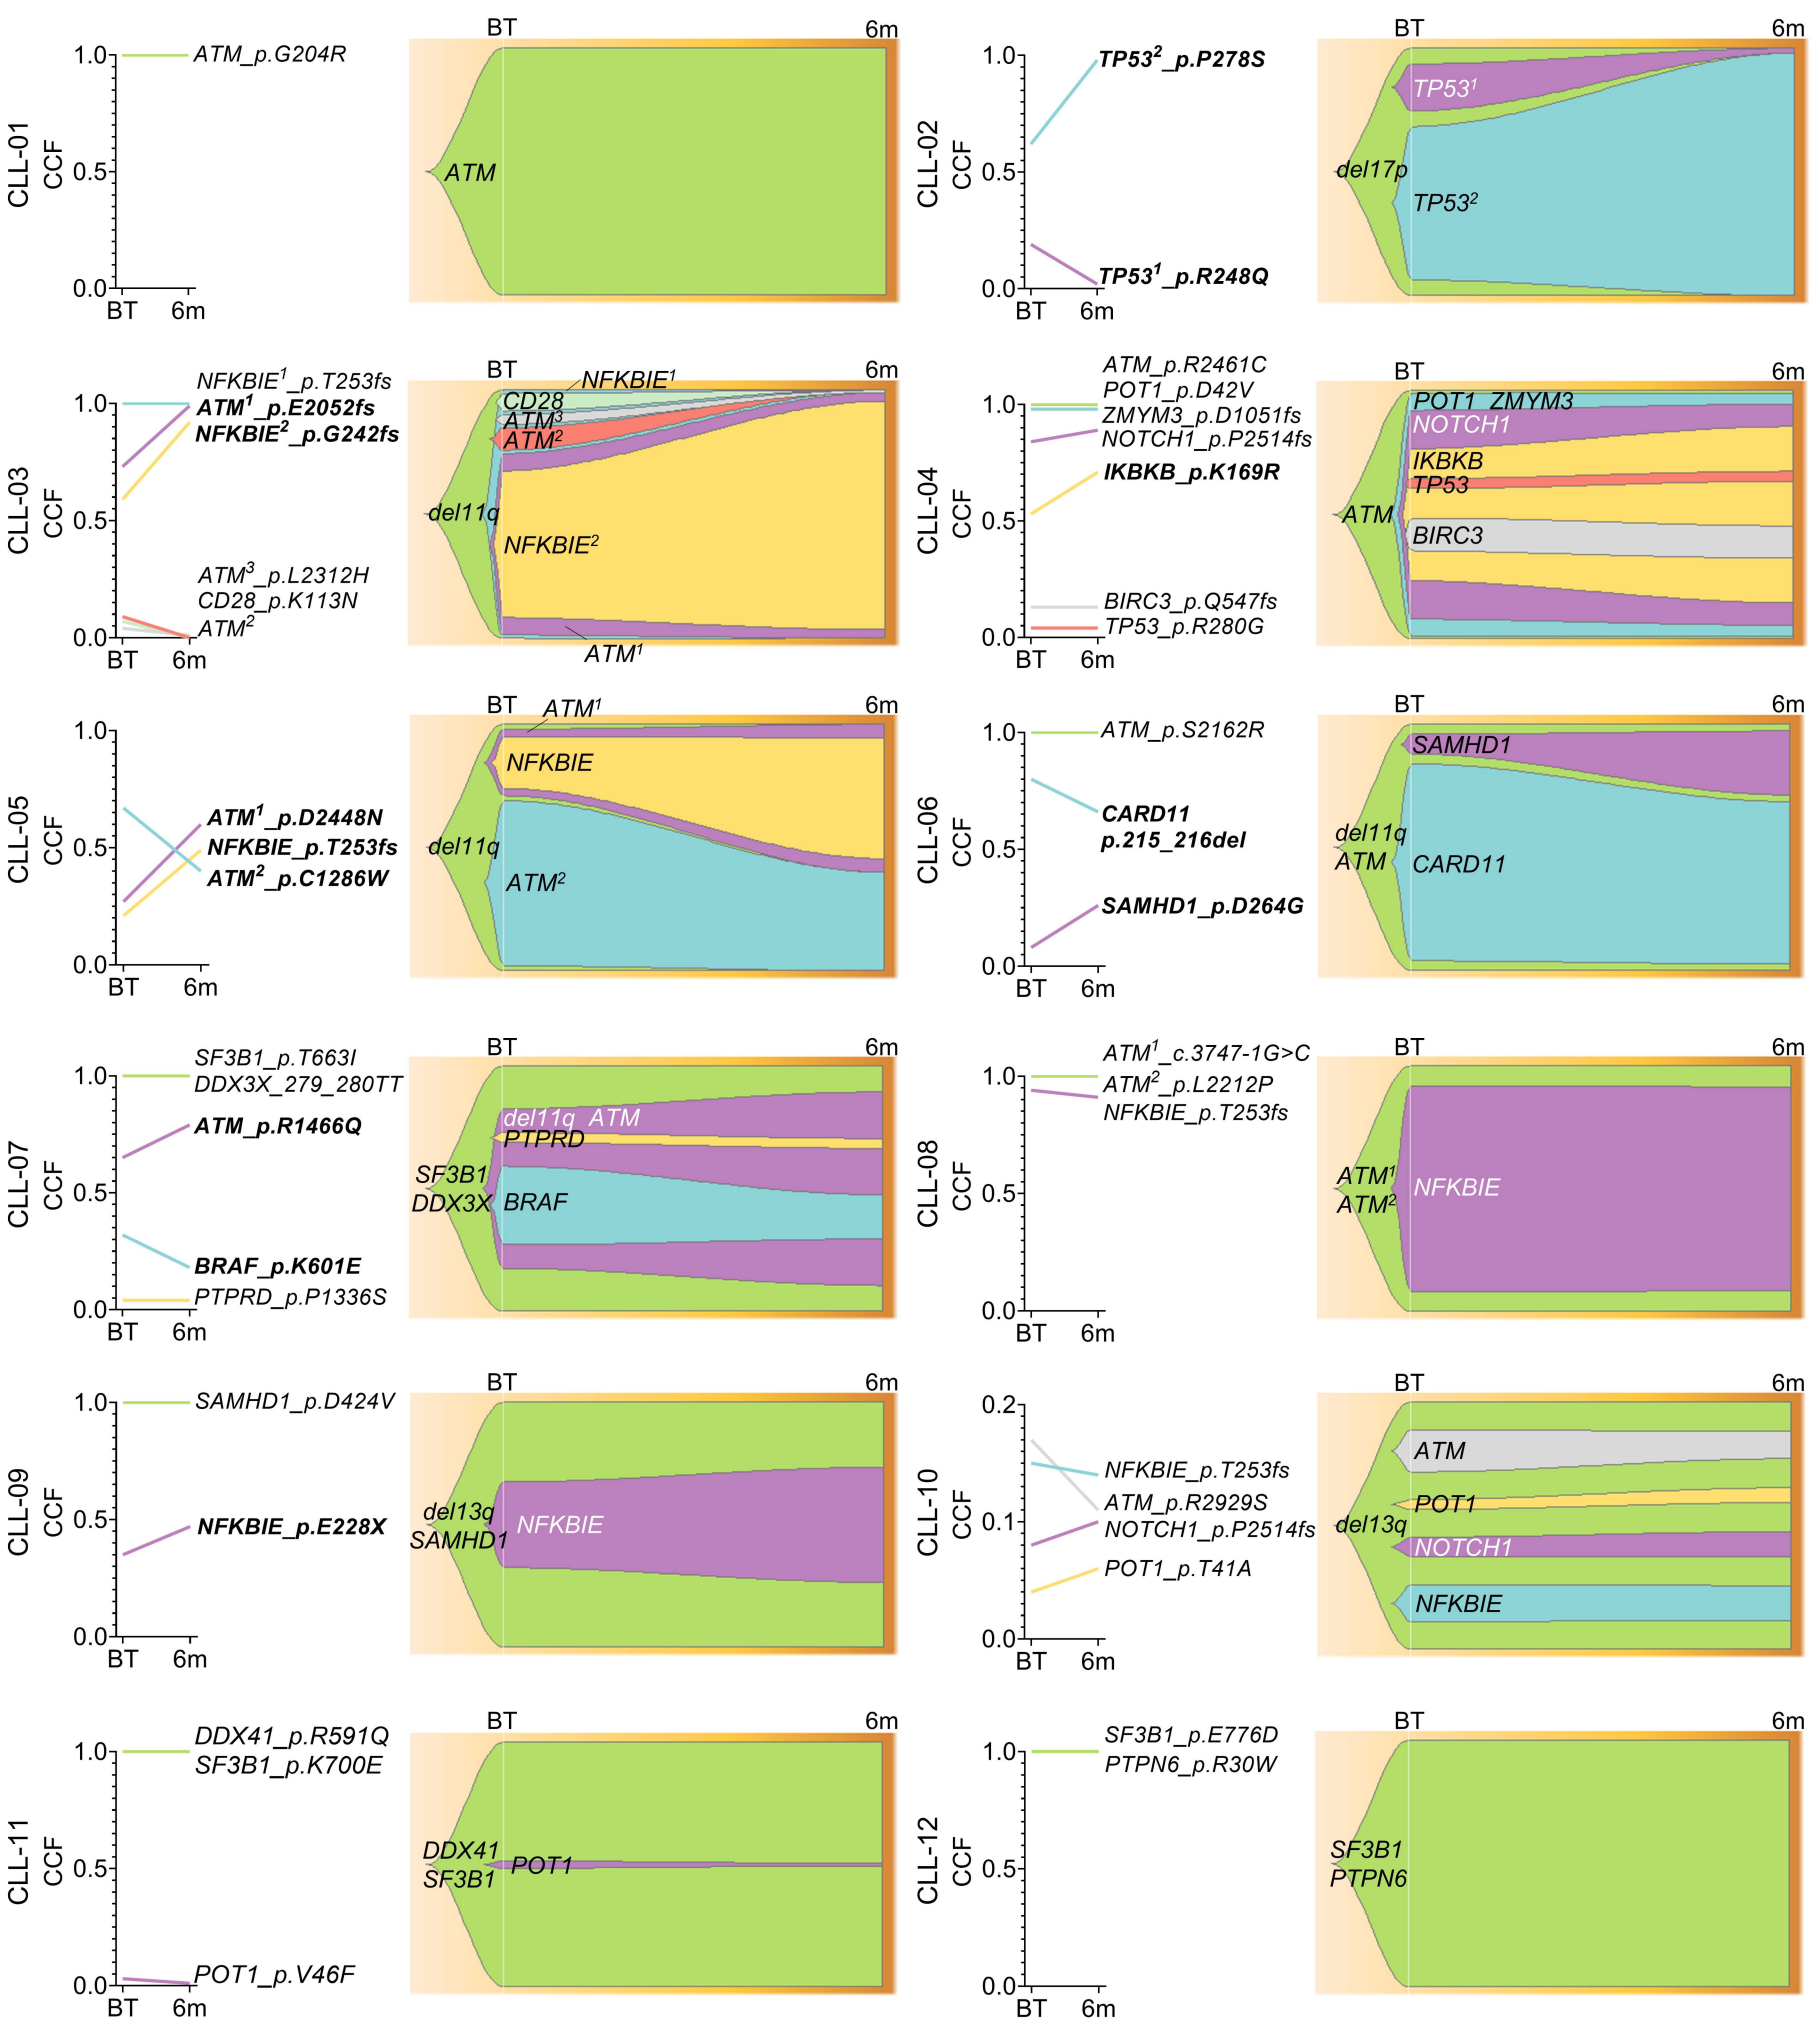 CLL-01
CCF
1.0
0.5
0.0
BT 6m
ATM_p.G204R
BT 6m
ATM
CLL-02
CCF
1.0
0.5
0.0
BT 6m
TP53²_p.P278S
TP53¹_p.R248Q
BT 6m
TP53¹
del17p
TP53²
CLL-03
CCF
1.0
0.5
0.0
BT 6m
NFKBIE¹_p.T253fs
ATM¹_p.E2052fs
NFKBIE²_p.G242fs
ATM³_p.L2312H
CD28_p.K113N
ATM²
BT 6m
NFKBIE¹
CD28
ATM³
ATM²
del11q
NFKBIE²
ATM¹
CLL-04
CCF
1.0
0.5
0.0
BT 6m
ATM_p.R2461C
POT1_p.D42V
ZMYM3_p.D1051fs
NOTCH1_p.P2514fs
IKBKB_p.K169R
BIRC3_p.Q547fs
TP53_p.R280G
BT 6m
POT1 ZMYM3
NOTCH1
IKBKB
TP53
ATM
BIRC3
CLL-05
CCF
1.0
0.5
0.0
BT 6m
ATM¹_p.D2448N
NFKBIE_p.T253fs
ATM²_p.C1286W
BT 6m
ATM¹
NFKBIE
del11q
ATM²
CLL-06
CCF
1.0
0.5
0.0
BT 6m
ATM_p.S2162R
CARD11
p.215_216del
SAMHD1_p.D264G
BT 6m
SAMHD1
del11q
ATM
CARD11
CLL-07
CCF
1.0
0.5
0.0
BT 6m
SF3B1_p.T663I
DDX3X_279_280TT
ATM_p.R1466Q
BRAF_p.K601E
PTPRD_p.P1336S
BT 6m
del11q ATM
PTPRD
SF3B1
DDX3X
BRAF
CLL-08
CCF
1.0
0.5
0.0
BT 6m
ATM¹_c.3747-1G>C
ATM²_p.L2212P
NFKBIE_p.T253fs
BT 6m
ATM¹
ATM²
NFKBIE
CLL-09
CCF
1.0
0.5
0.0
BT 6m
SAMHD1_p.D424V
NFKBIE_p.E228X
BT 6m
del13q
SAMHD1
NFKBIE
CLL-10
CCF
0.2
0.1
0.0
BT 6m
NFKBIE_p.T253fs
ATM_p.R2929S
NOTCH1_p.P2514fs
POT1_p.T41A
BT 6m
ATM
POT1
del13q
NOTCH1
NFKBIE
CLL-11
CCF
1.0
0.5
0.0
BT 6m
DDX41_p.R591Q
SF3B1_p.K700E
POT1_p.V46F
BT 6m
DDX41
SF3B1
POT1
CLL-12
CCF
1.0
0.5
0.0
BT 6m
SF3B1_p.E776D
PTPN6_p.R30W
BT 6m
SF3B1
PTPN6